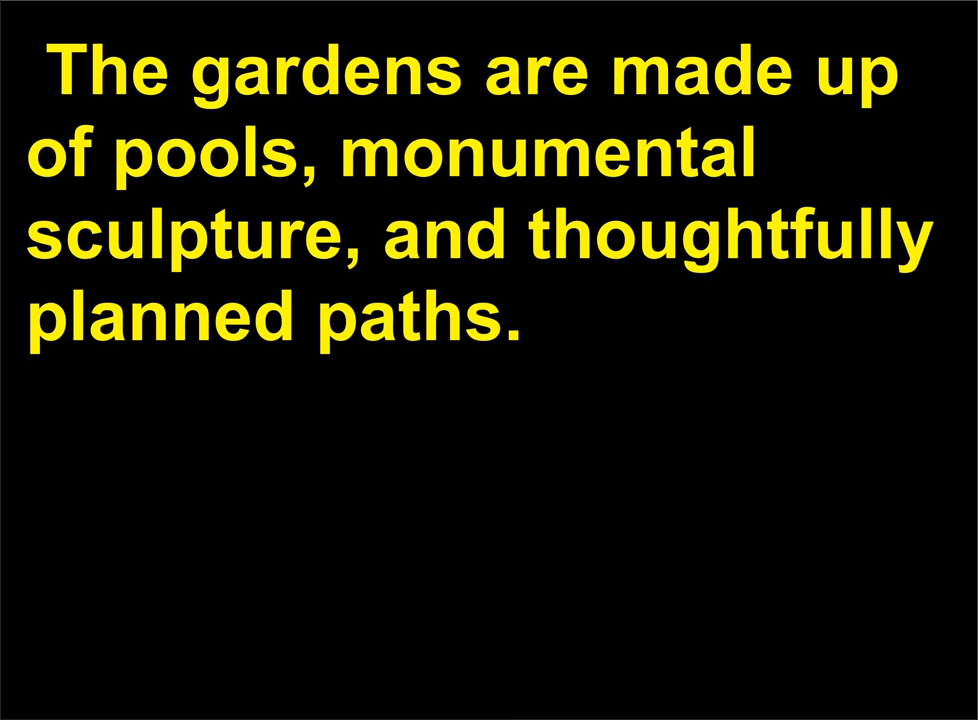 The gardens are made up
of pools, monumental
sculpture, and thoughtfully
planned paths.